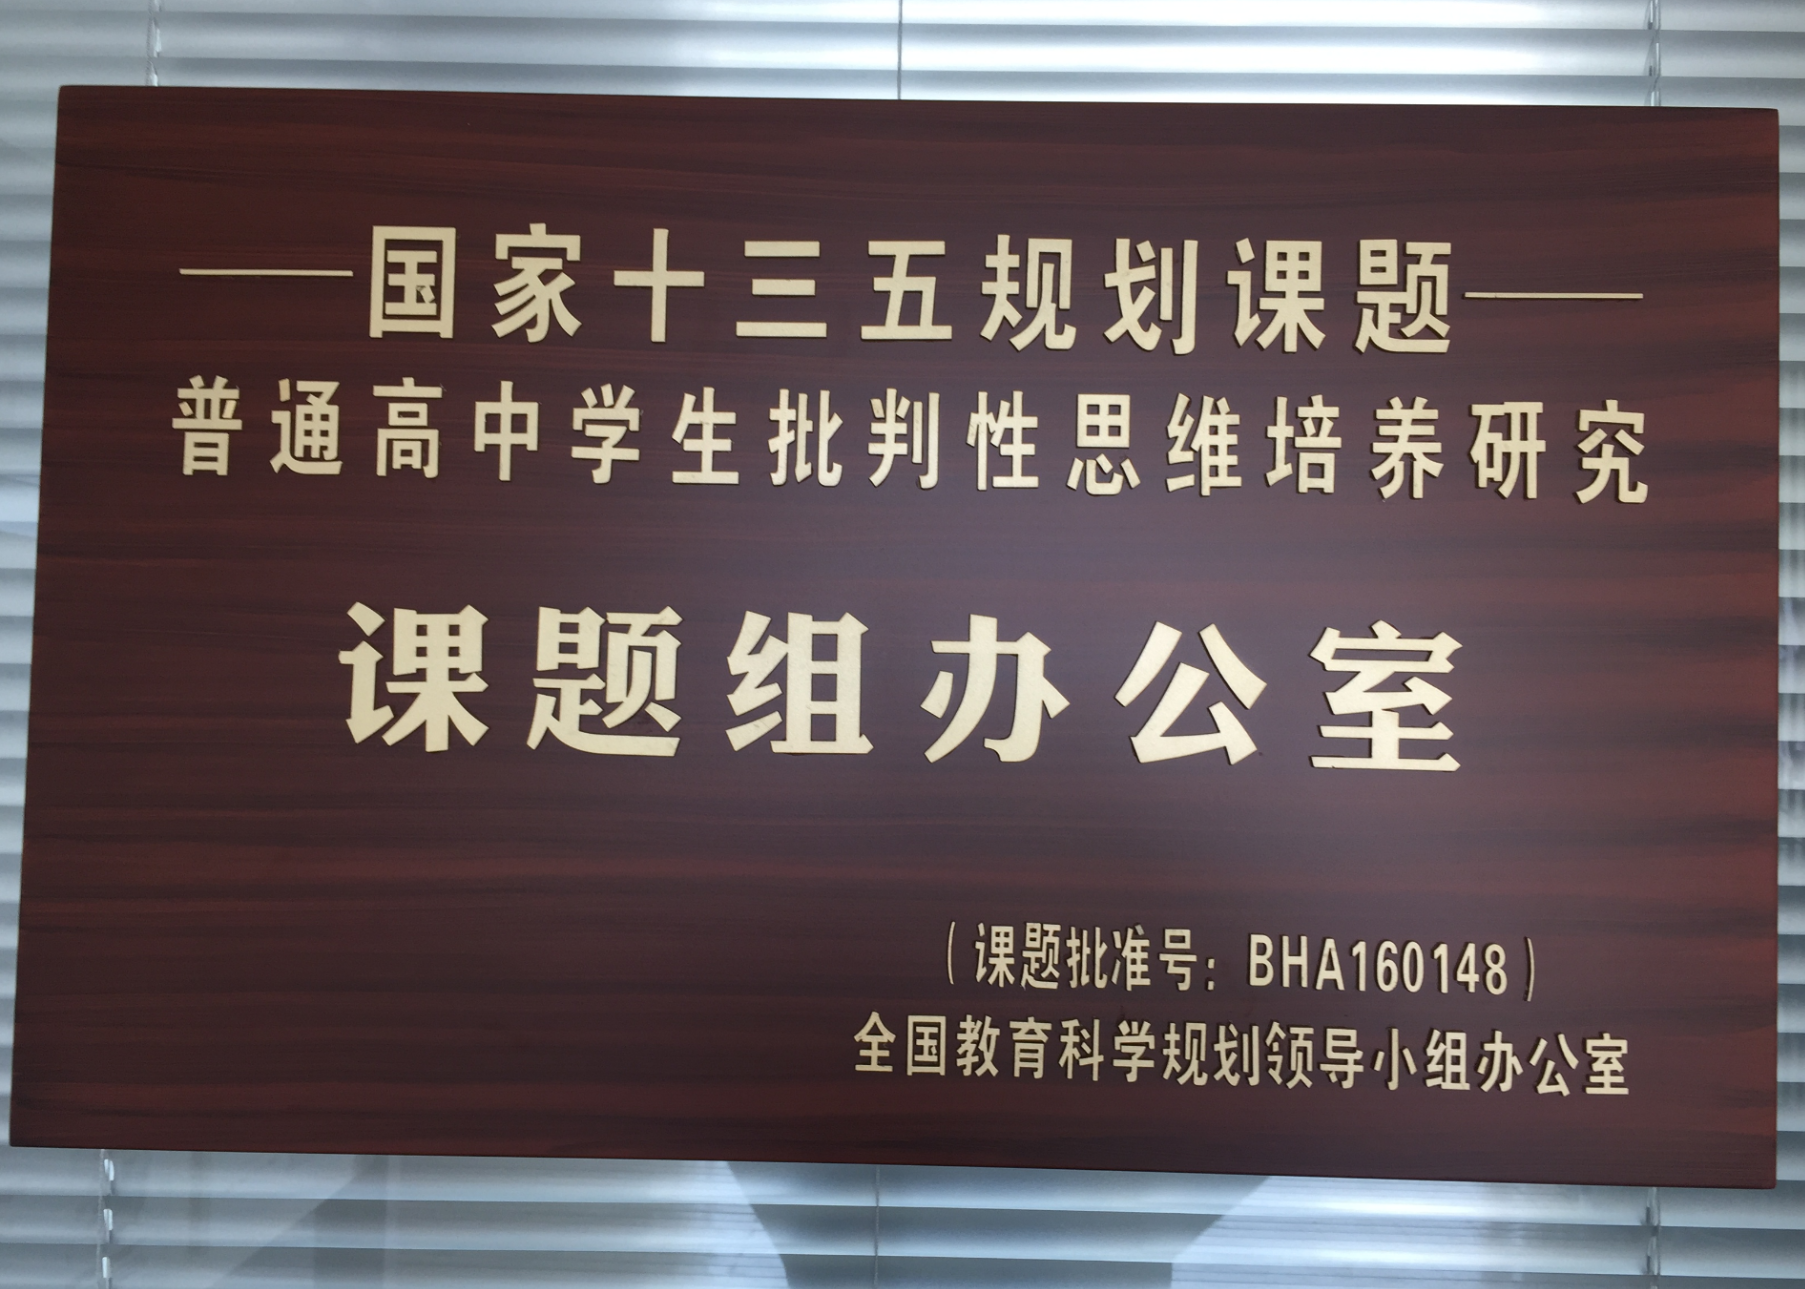 ——国家十三五规划课题——
普通高中学生批判性思维培养研究
课题组办公室
（课题批准号：BHA160148）
全国教育科学规划领导小组办公室